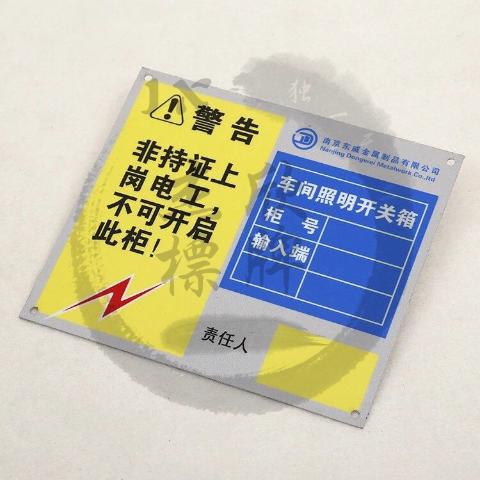 警告
非持证上
岗电工，
不可开启
此柜！
南京东威金属制品有限公司
Nanjing Dongwei Metalwork Co.,ltd
车间照明开关箱
柜 号
输入端
责任人